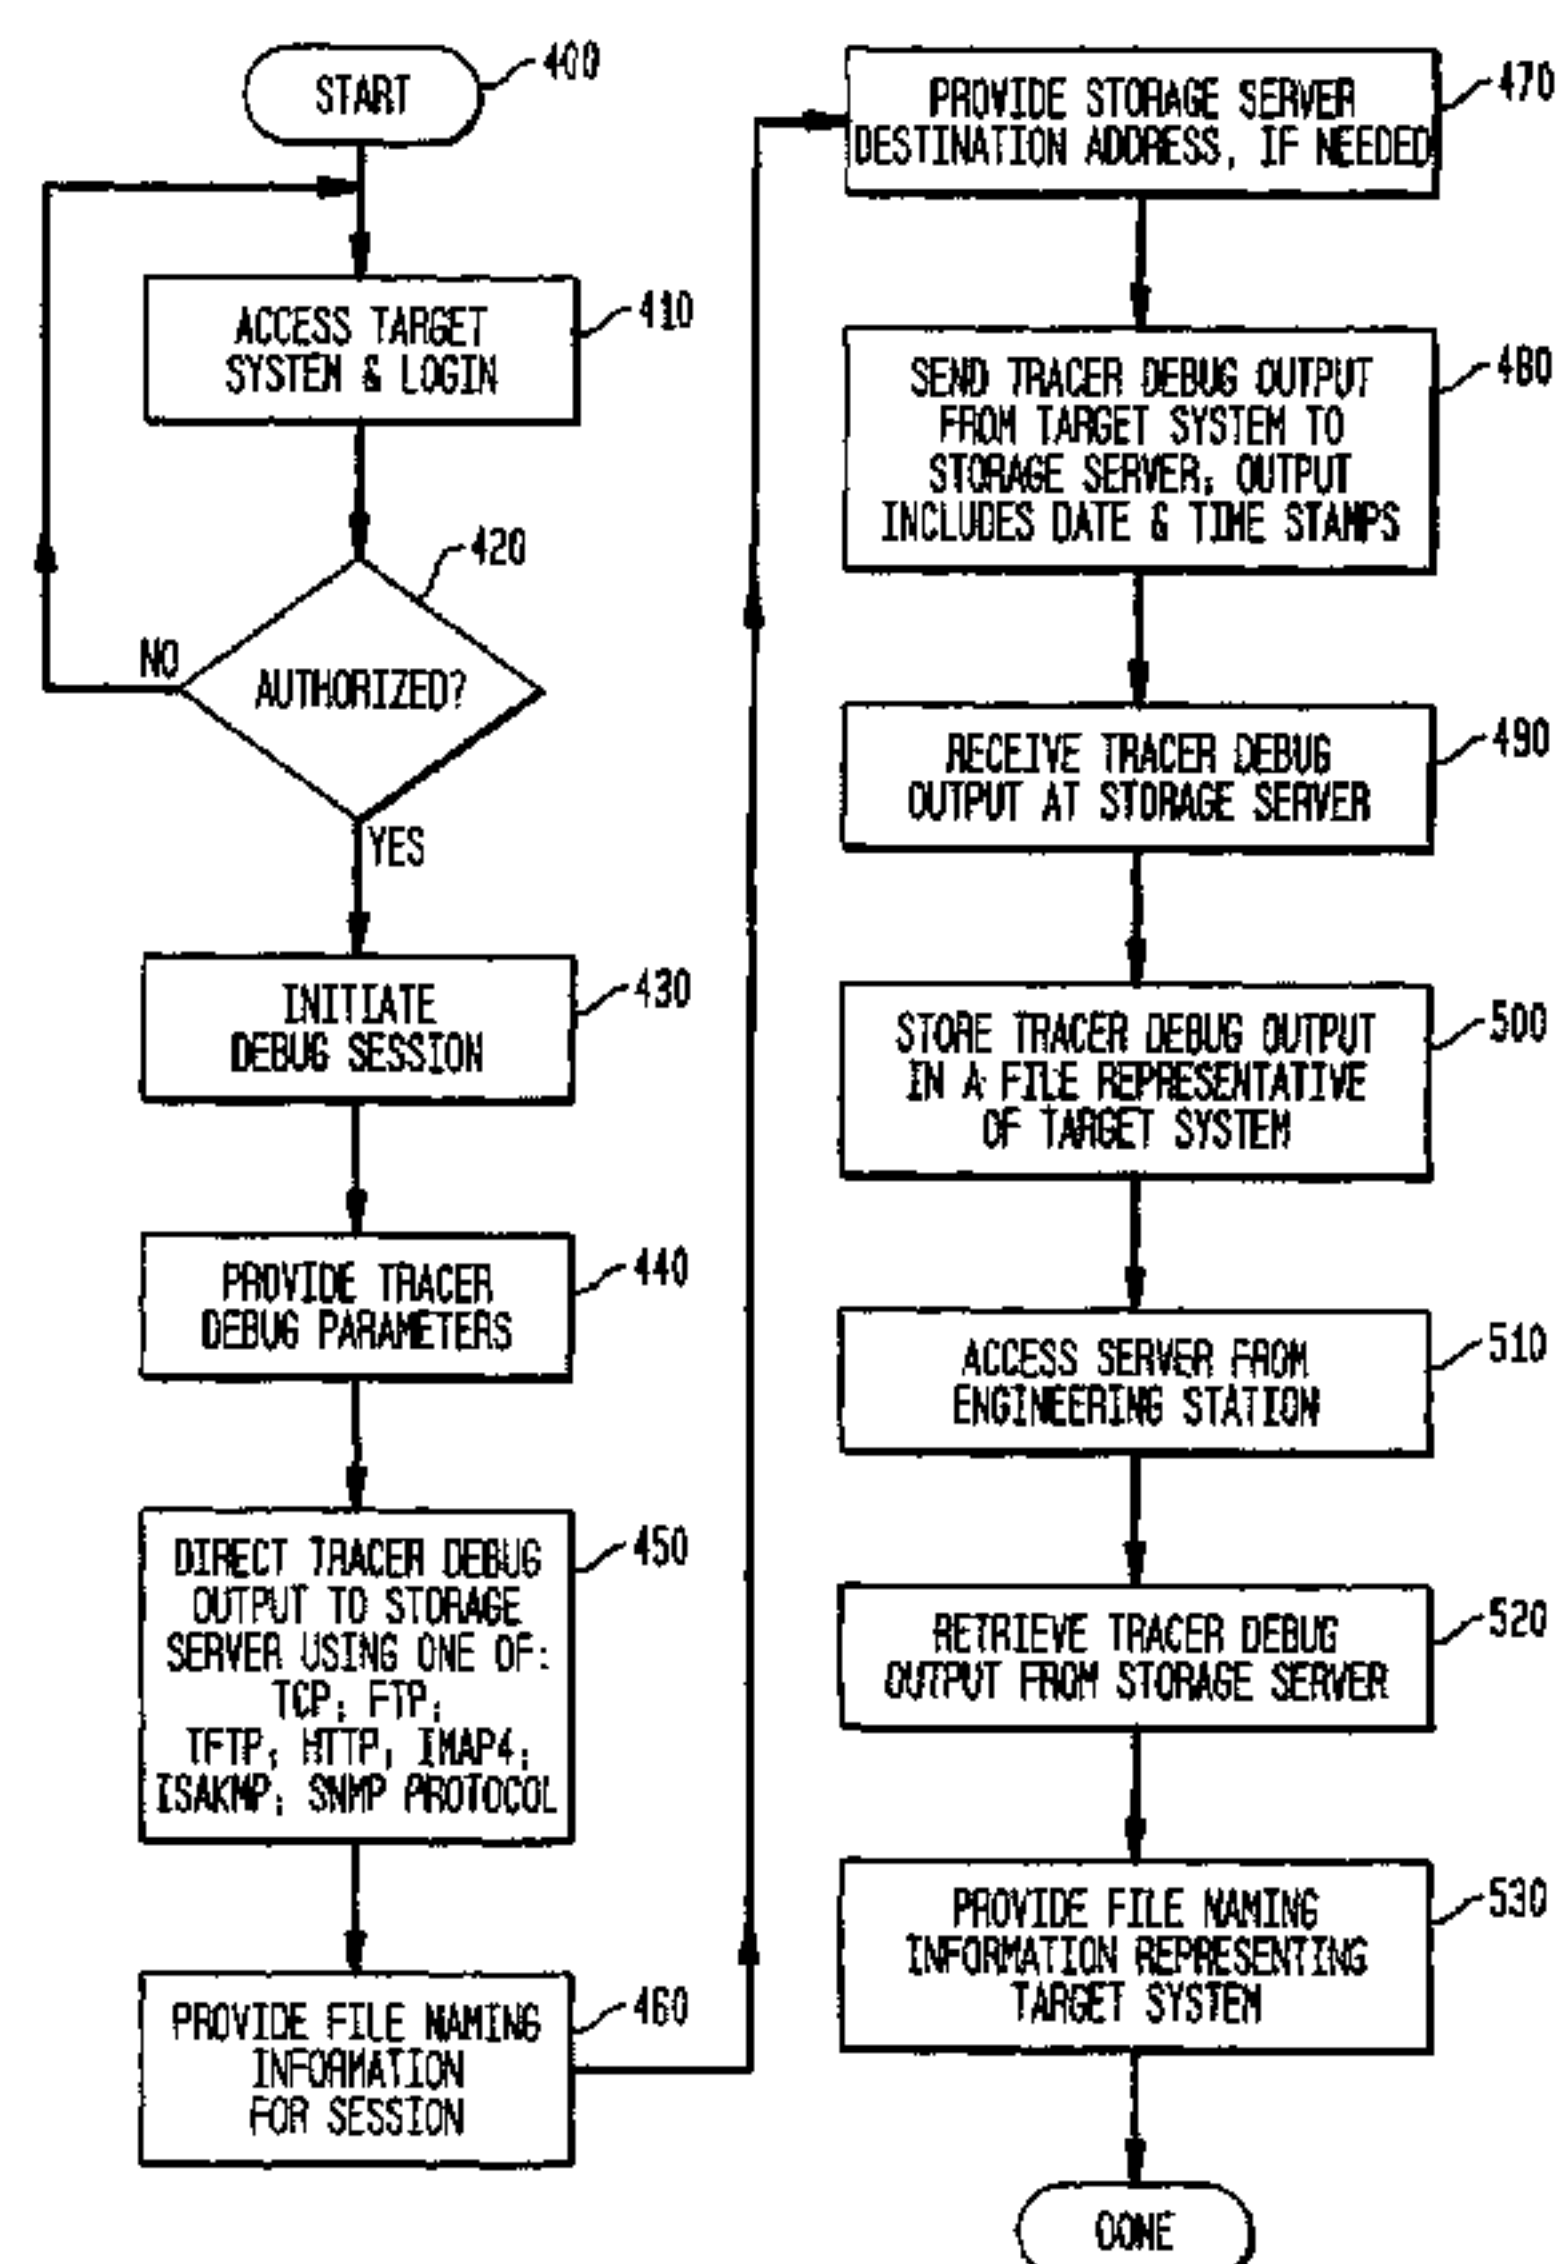 START
400
ACCESS TARGET
SYSTEM & LOGIN
410
420
AUTHORIZED?
NO
YES
INITIATE
DEBUG SESSION
430
PROVIDE TRACER
DEBUG PARAMETERS
440
DIRECT TRACER DEBUG
OUTPUT TO STORAGE
SERVER USING ONE OF:
TCP; FTP;
TFTP; HTTP; IMAP4;
ISAKMP; SNMP PROTOCOL
450
PROVIDE FILE NAMING
INFORMATION
FOR SESSION
460
PROVIDE STORAGE SERVER
DESTINATION ADDRESS, IF NEEDED
470
SEND TRACER DEBUG OUTPUT
FROM TARGET SYSTEM TO
STORAGE SERVER; OUTPUT
INCLUDES DATE & TIME STAMPS
480
RECEIVE TRACER DEBUG
OUTPUT AT STORAGE SERVER
490
STORE TRACER DEBUG OUTPUT
IN A FILE REPRESENTATIVE
OF TARGET SYSTEM
500
ACCESS SERVER FROM
ENGINEERING STATION
510
RETRIEVE TRACER DEBUG
OUTPUT FROM STORAGE SERVER
520
PROVIDE FILE NAMING
INFORMATION REPRESENTING
TARGET SYSTEM
530
DONE